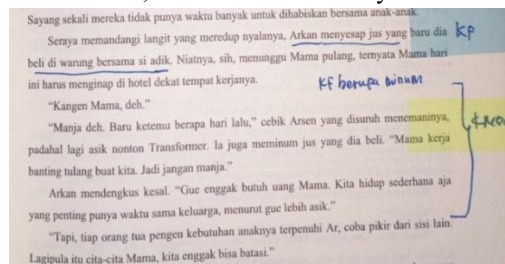 Sayang sekali mereka tidak punya waktu banyak untuk dihabiskan bersama anak-anak.
Seraya memandangi langit yang meredup nyalanya, Arkan menyesap jus yang baru dia KP
beli di warung bersama si adik. Niatnya, sih, menunggu Mama pulang, ternyata Mama hari
ini harus menginap di hotel dekat tempat kerjanya.
KF berupa minum
“Kangen Mama, deh.”
“Manja deh. Baru ketemu berapa hari lalu,” cebik Arsen yang disuruh menemaninya,
padahal lagi asik nonton Transformer. Ia juga meminum jus yang dia beli. “Mama kerja
banting tulang buat kita. Jadi jangan manja.”
Arkan mendengkus kesal. “Gue enggak butuh uang Mama. Kita hidup sederhana aja
yang penting punya waktu sama keluarga, menurut gue lebih asik.”
“Tapi, tiap orang tua pengen kebutuhan anaknya terpenuhi Ar, coba pikir dari sisi lain.
Lagipula itu cita-cita Mama, kita enggak bisa batasi.”